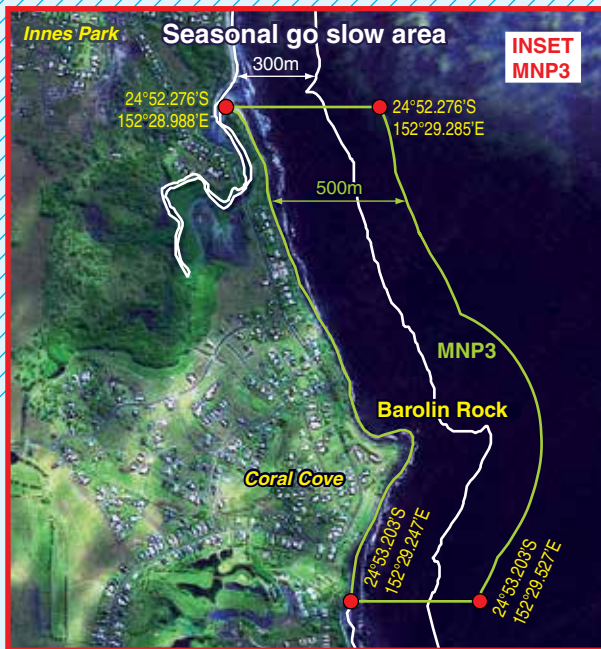 Innes Park
Seasonal go slow area
INSET
MNP3
300m
24°52.276'S
152°28.988'E
24°52.276'S
152°29.285'E
500m
MNP3
Barolin Rock
Coral Cove
24°53.203'S
152°29.247'E
24°53.203'S
152°29.527'E